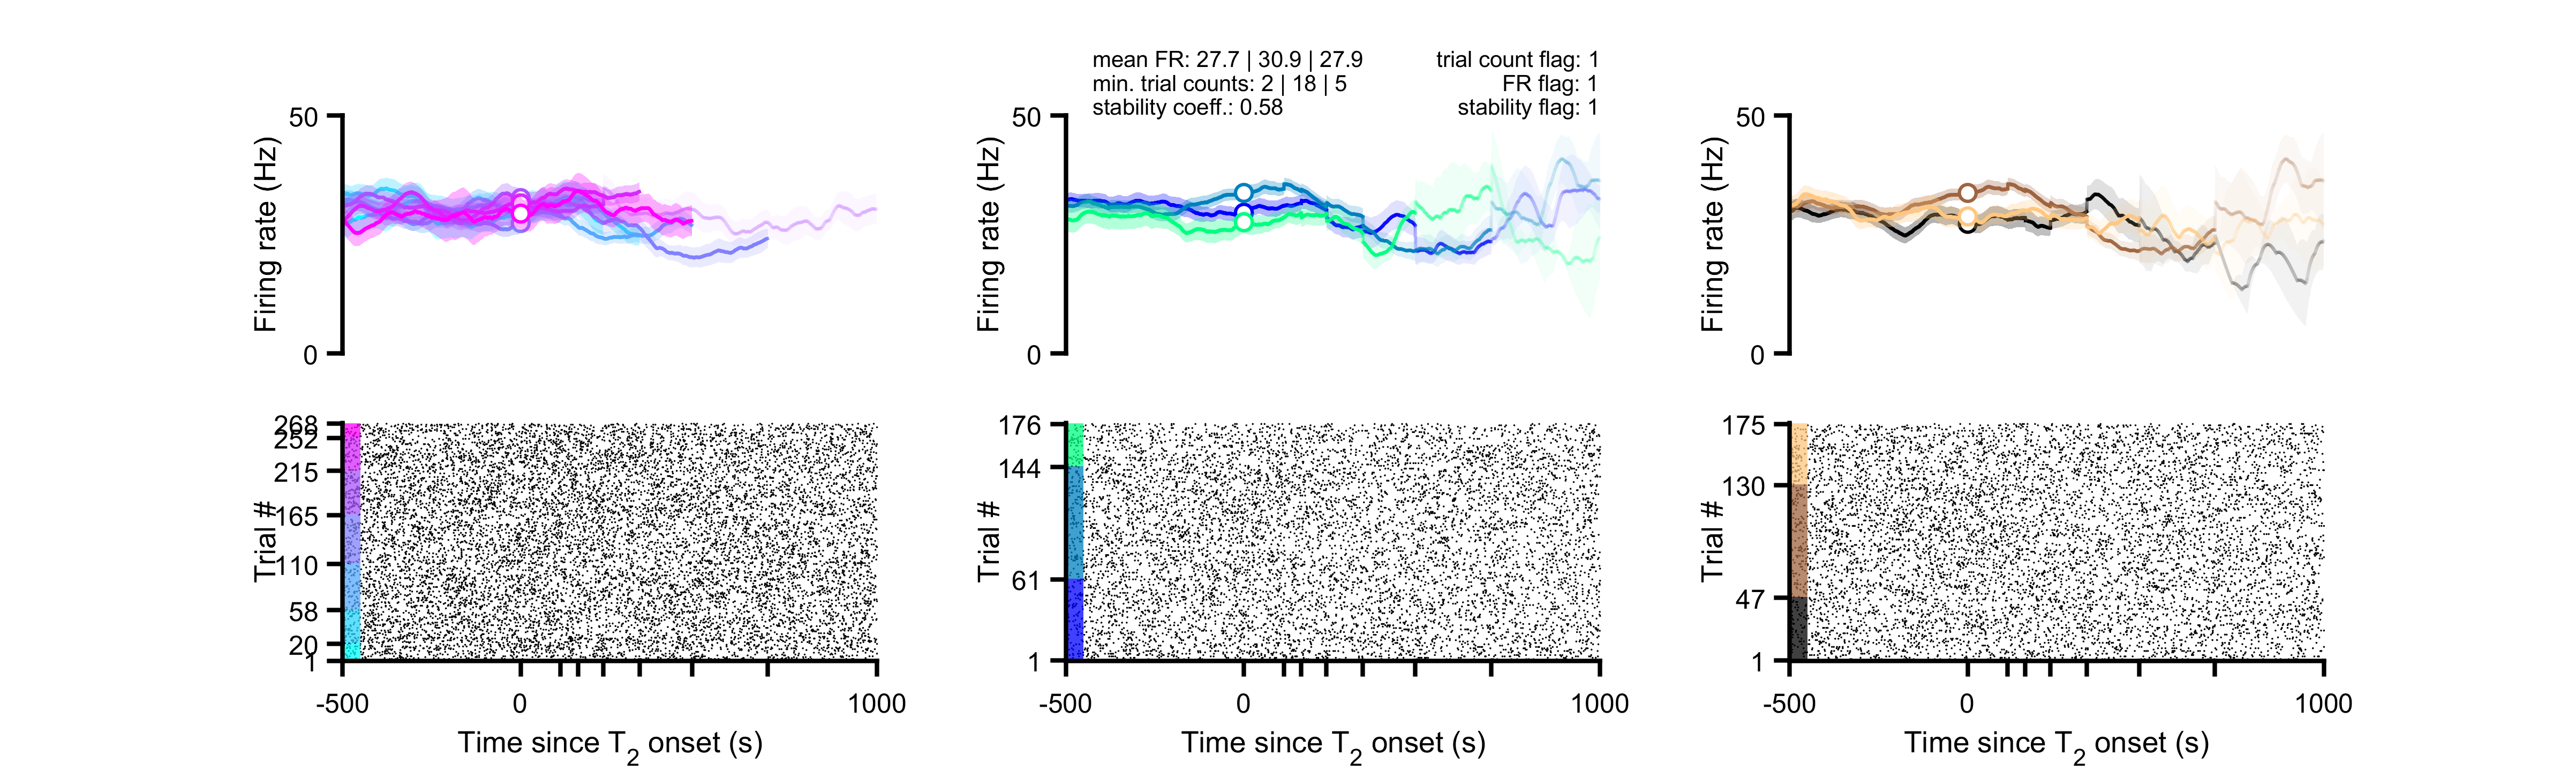 mean FR: 27.7 | 30.9 | 27.9
min. trial counts: 2 | 18 | 5
stability coeff.: 0.58
trial count flag: 1
FR flag: 1
stability flag: 1
50
0
Firing rate (Hz)
50
0
Firing rate (Hz)
50
0
Firing rate (Hz)
268
252
215
165
110
58
20
1
Trial #
-500
0
1000
Time since T2 onset (s)
176
144
61
1
Trial #
-500
0
1000
Time since T2 onset (s)
175
130
47
1
Trial #
-500
0
1000
Time since T2 onset (s)